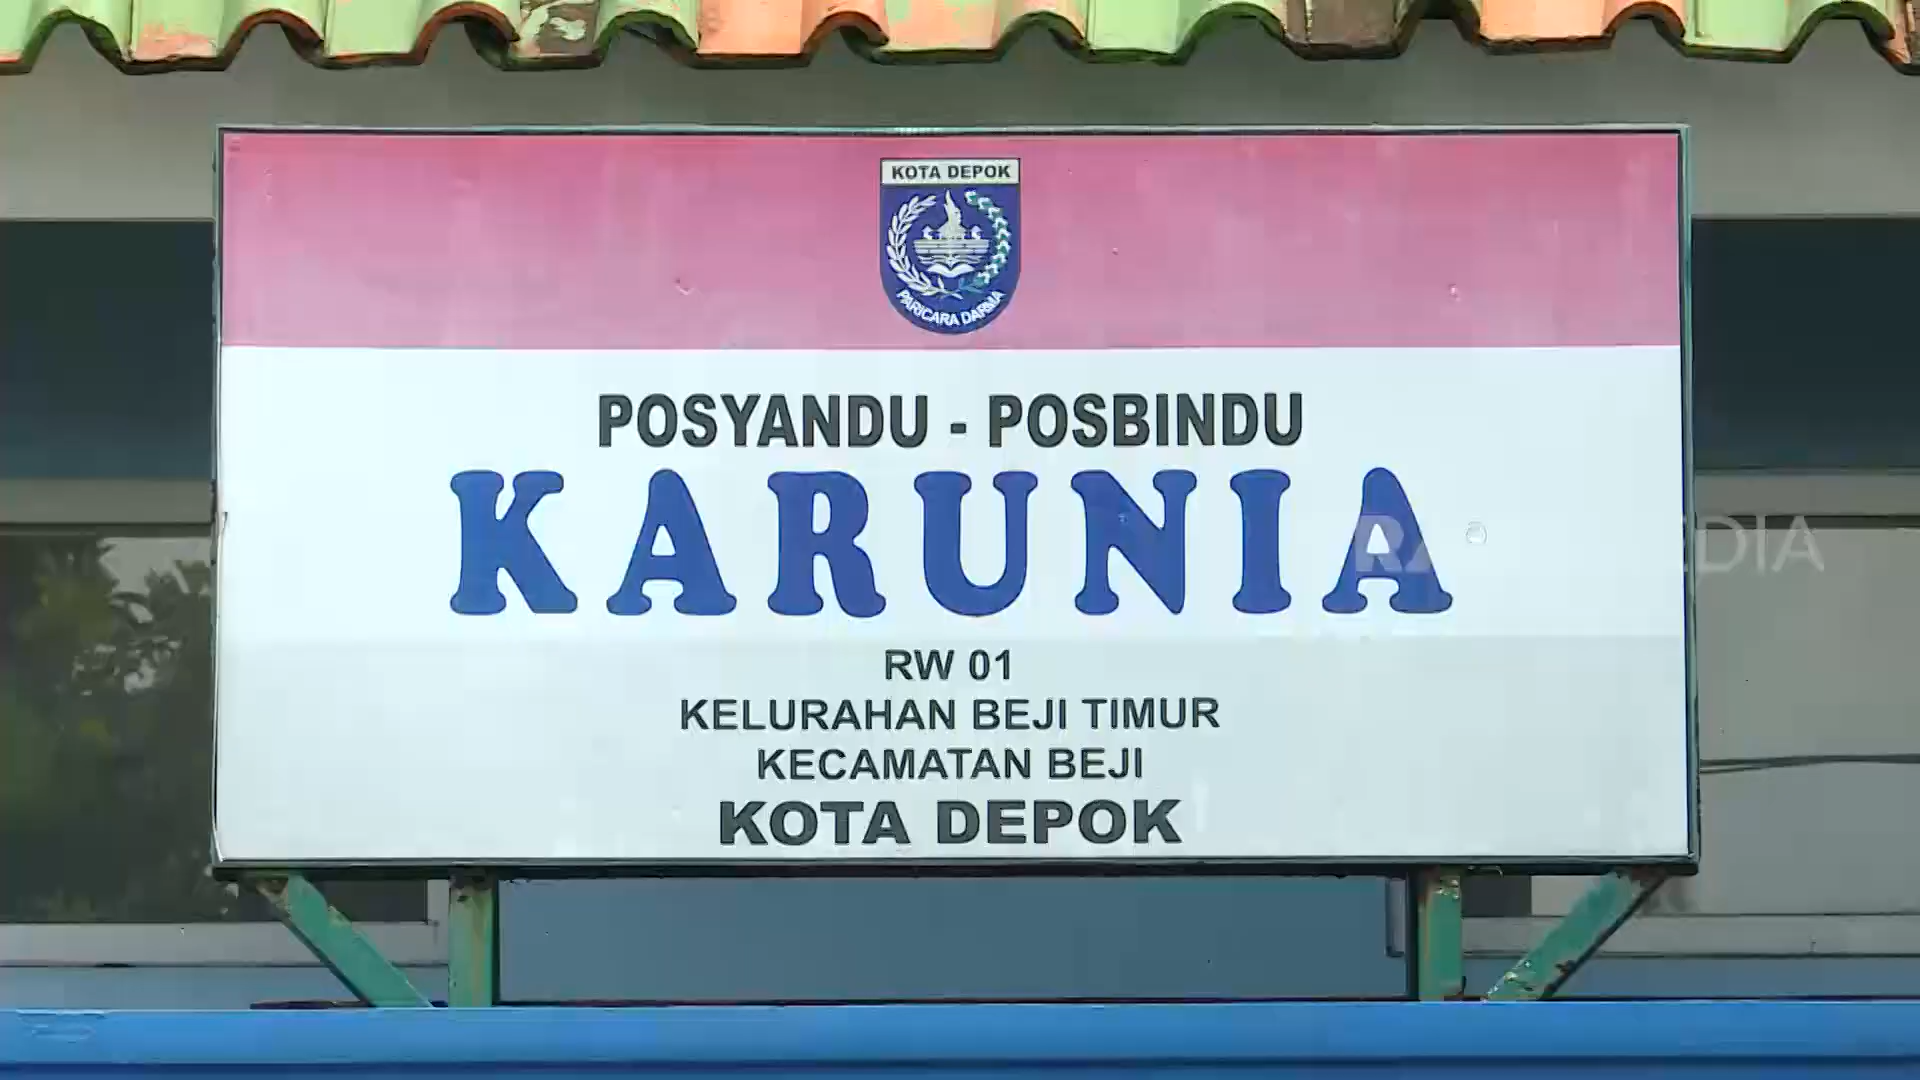 KOTA DEPOK
PARICARA DARMA
POSYANDU - POSBINDU
KARUNIA
RW 01
KELURAHAN BEJI TIMUR
KECAMATAN BEJI
KOTA DEPOK